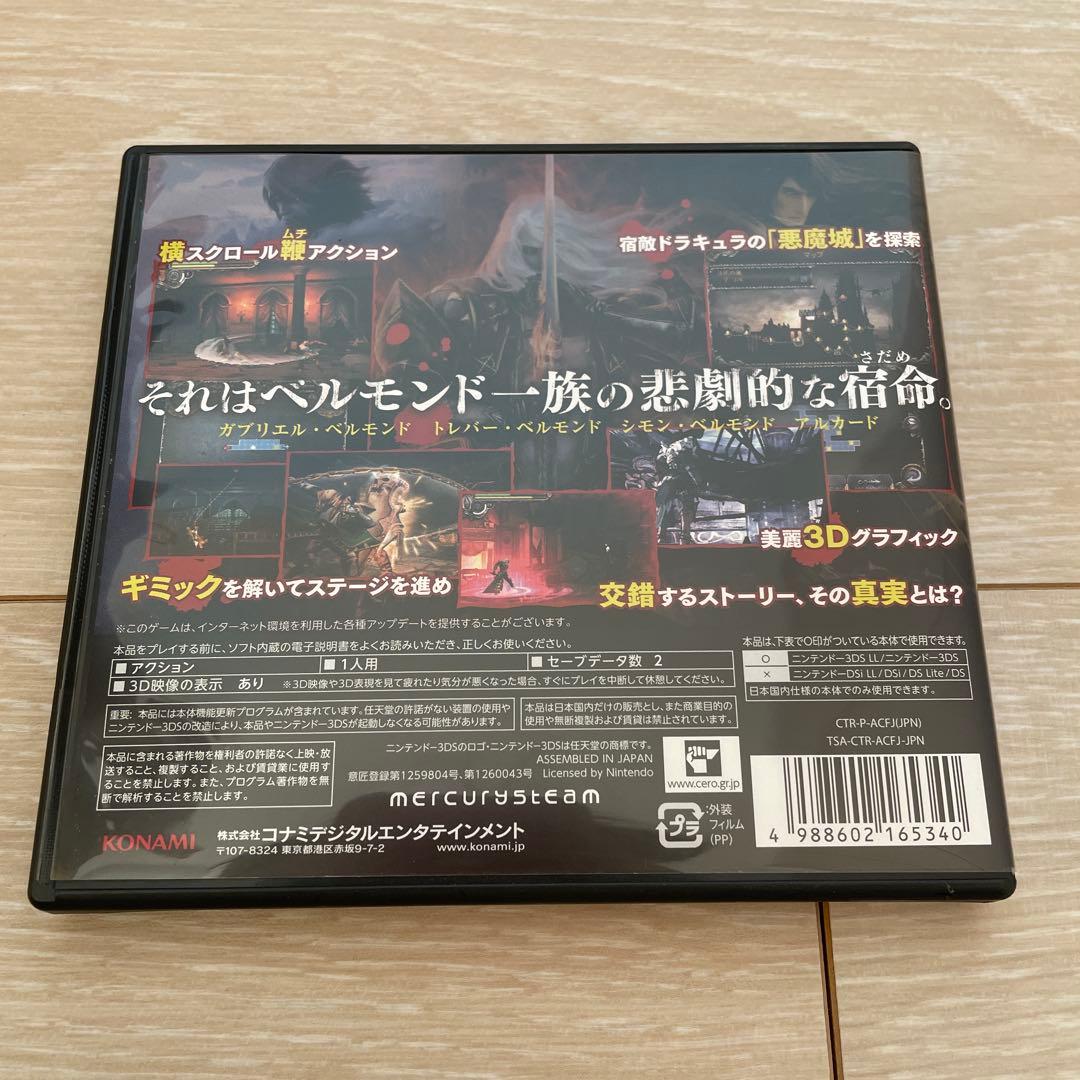 横スクロール鞭アクション
ムチ
宿敵ドラキュラの「悪魔城」を探索
マップ
それはベルモンド一族の悲劇的な宿命。
さだめ
ガブリエル・ベルモンド トレバー・ベルモンド シモン・ベルモンド アルカード
美麗3Dグラフィック
ギミックを解いてステージを進め
交錯するストーリー、その真実とは?
※このゲームは、インターネット環境を利用した各種アップデートを提供することがございます。
本品をプレイする前に、ソフト内蔵の電子説明書をよくお読みいただき、正しくお使いください。
■アクション ■1人用 ■セーブデータ数 2
■3D映像の表示 あり ※3D映像や3D表現を見て疲れたり気分が悪くなった場合、すぐにプレイを中断して休憩してください。
本品は、下表で○印がついている本体で使用できます。
○ ニンテンドー3DS LL/ニンテンドー3DS
× ニンテンドーDSi LL/DSi/DS Lite/DS
日本国内仕様の本体でのみ使用できます。
重要: 本品には本体機能更新プログラムが含まれています。任天堂の許諾がない装置の使用や
ニンテンドー3DSの改造により、本品やニンテンドー3DSが起動しなくなる可能性があります。
本品は日本国内だけの販売とし、また商業目的の
使用や無断複製および賃貸は禁止されています。
CTR-P-ACFJ(JPN)
TSA-CTR-ACFJ-JPN
本品に含まれる著作物を権利者の許諾なく上映・放
送すること、複製すること、および賃貸業に使用す
ることを禁止します。また、プログラム著作物を無
断で解析することを禁止します。
ニンテンドー3DSのロゴ・ニンテンドー3DSは任天堂の商標です。
ASSEMBLED IN JAPAN
意匠登録第1259804号、第1260043号 Licensed by Nintendo
mercurysteam
www.cero.gr.jp
プラ
:外装
フィルム
(PP)
4 988602 165340
KONAMI
株式会社コナミデジタルエンタテインメント
〒107-8324 東京都港区赤坂9-7-2 www.konami.jp